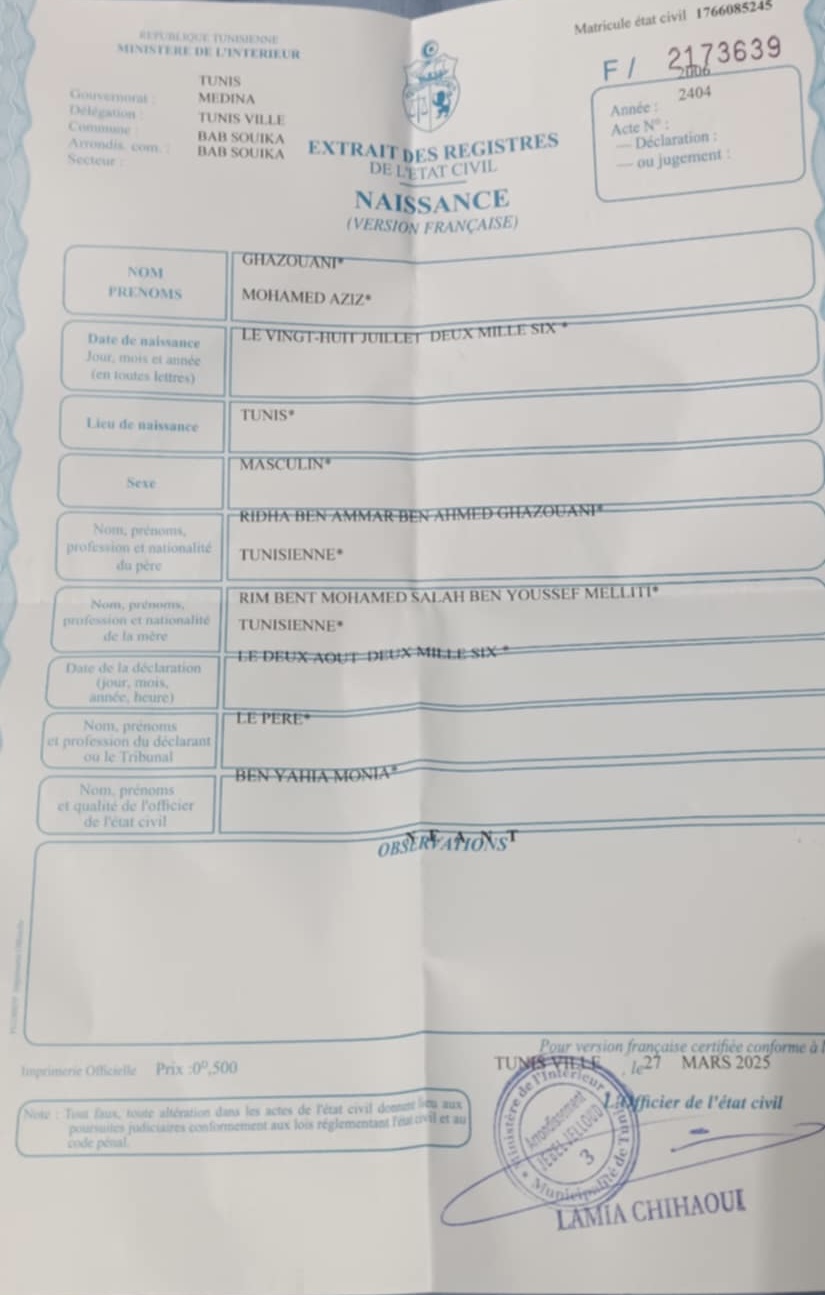 Matricule état civil 1766085245
REPUBLIQUE TUNISIENNE
MINISTERE DE L'INTERIEUR
F / 2173639
Gouvernorat : TUNIS
Délégation : MEDINA
Commune : TUNIS VILLE
Arrondis. com. : BAB SOUIKA
Secteur : BAB SOUIKA
Année : 2006
Acte N° : 2404
— Déclaration :
— ou jugement :
EXTRAIT DES REGISTRES
DE L'ETAT CIVIL
NAISSANCE
(VERSION FRANÇAISE)
NOM GHAZOUANI*
PRENOMS MOHAMED AZIZ*
Date de naissance LE VINGT-HUIT JUILLET DEUX MILLE SIX *
Jour, mois et année
(en toutes lettres)
Lieu de naissance TUNIS*
Sexe MASCULIN*
Nom, prénoms, RIDHA BEN AMMAR BEN AHMED GHAZOUANI*
profession et nationalité
du père TUNISIENNE*
Nom, prénoms, RIM BENT MOHAMED SALAH BEN YOUSSEF MELLITI*
profession et nationalité TUNISIENNE*
de la mère
Date de la déclaration LE DEUX AOUT DEUX MILLE SIX *
(jour, mois,
année, heure)
Nom, prénoms LE PERE*
et profession du déclarant
ou le Tribunal
Nom, prénoms BEN YAHIA MONIA*
et qualité de l'officier
de l'état civil
N E A N T
OBSERVATIONS
Pour version française certifiée conforme à l
Imprimerie Officielle Prix :0ᴰ,500
TUNIS VILLE , le 27 MARS 2025
L'Officier de l'état civil
Note : Tout faux, toute altération dans les actes de l'état civil donnent lieu aux
poursuites judiciaires conformement aux lois réglementant l'état civil et au
code pénal.
Ministère de l'Intérieur
Municipalité de Tunis
Arrondissement
JEBEL JELLOUD
3
LAMIA CHIHAOUI